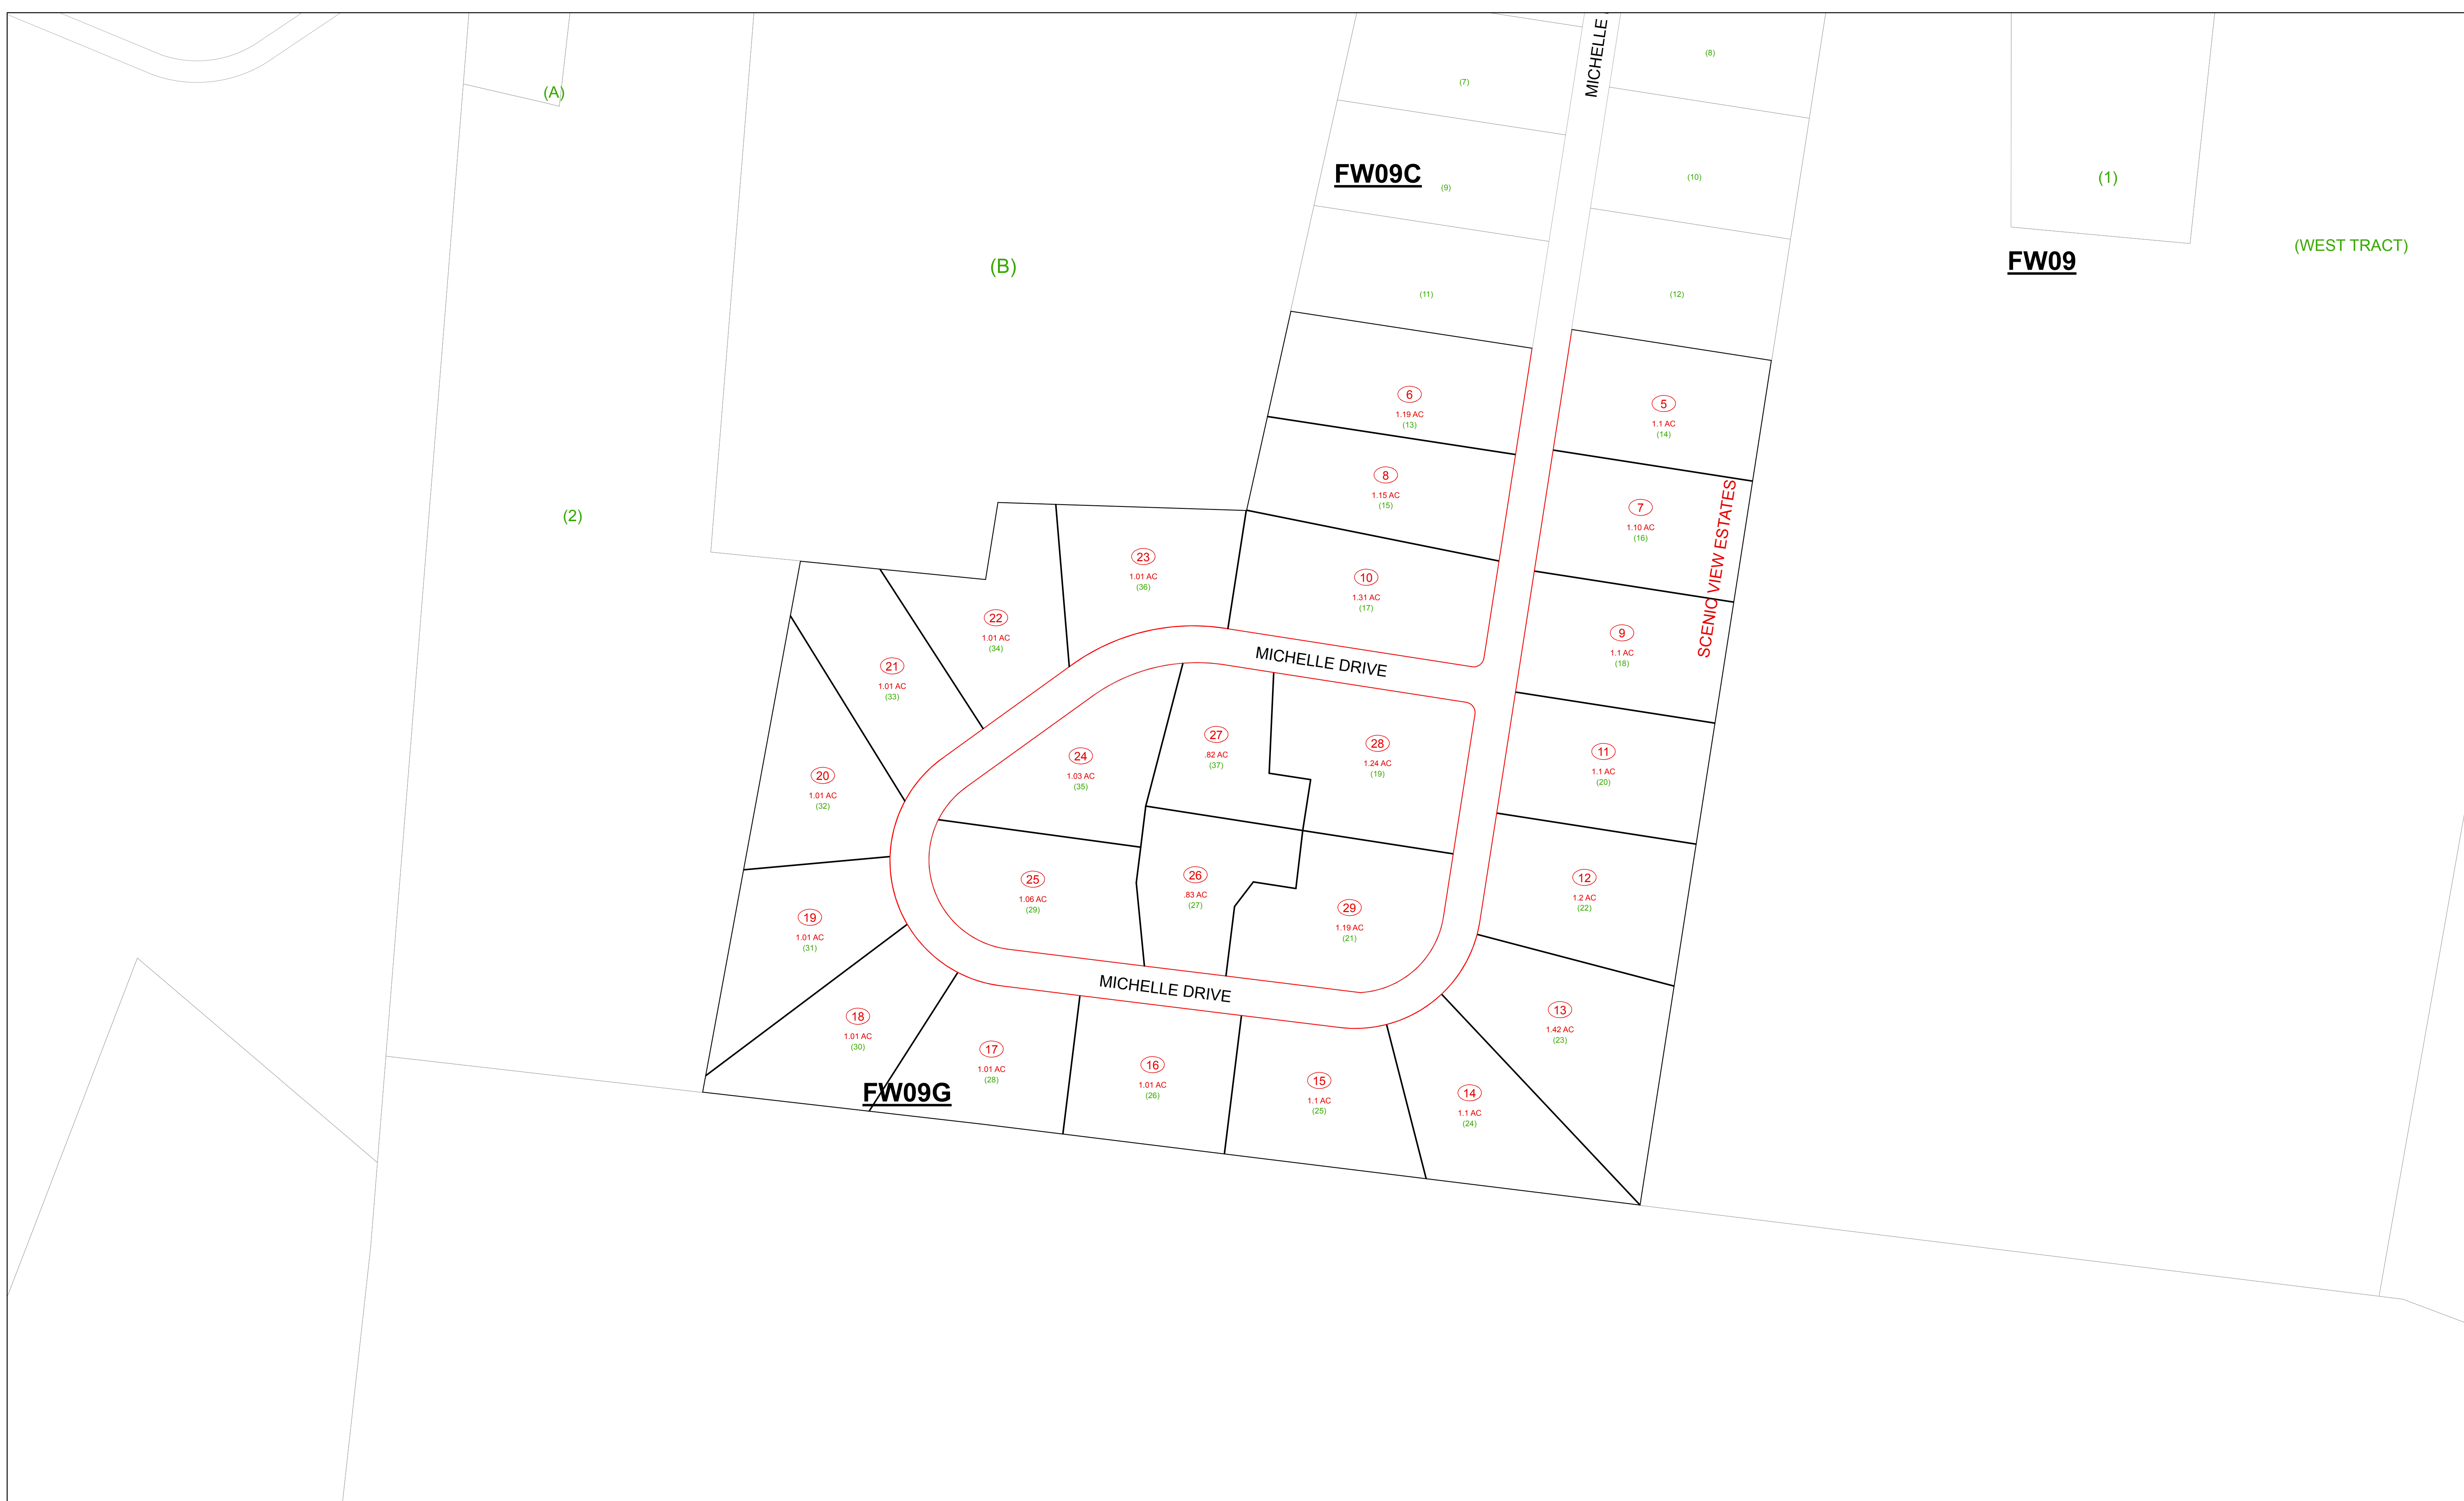 MICHELLE
(8)
(7)
(A)
FW09C
(9)
(10)
(1)
(WEST TRACT)
FW09
(B)
(11)
(12)
6
1.19 AC
(13)
5
1.1 AC
(14)
8
1.15 AC
(15)
7
1.10 AC
(16)
SCENIC VIEW ESTATES
(2)
23
1.01 AC
(36)
10
1.31 AC
(17)
22
1.01 AC
(34)
9
1.1 AC
(18)
MICHELLE DRIVE
21
1.01 AC
(33)
27
.82 AC
(37)
28
1.24 AC
(19)
24
1.03 AC
(35)
11
1.1 AC
(20)
20
1.01 AC
(32)
25
1.06 AC
(29)
26
.83 AC
(27)
12
1.2 AC
(22)
29
1.19 AC
(21)
19
1.01 AC
(31)
MICHELLE DRIVE
13
1.42 AC
(23)
18
1.01 AC
(30)
17
1.01 AC
(28)
16
1.01 AC
(26)
15
1.1 AC
(25)
14
1.1 AC
(24)
FW09G